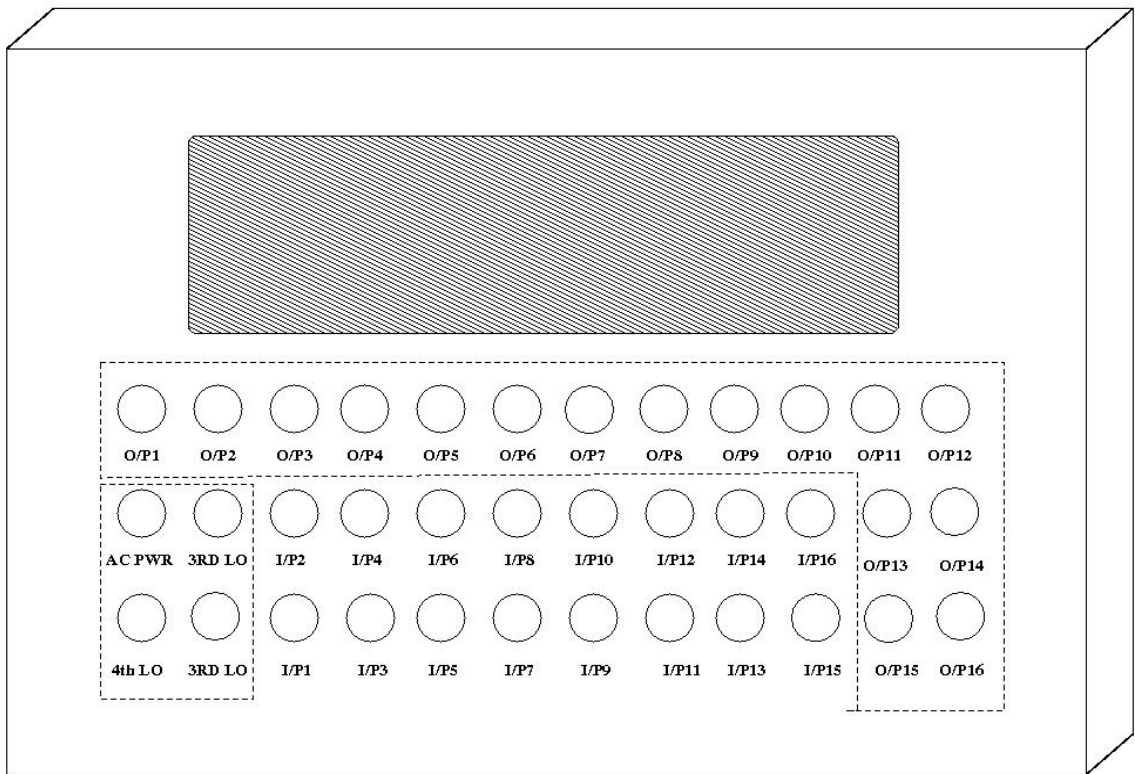 O/P1 O/P2 O/P3 O/P4 O/P5 O/P6 O/P7 O/P8 O/P9 O/P10 O/P11 O/P12
AC PWR 3RD LO I/P2 I/P4 I/P6 I/P8 I/P10 I/P12 I/P14 I/P16 O/P13 O/P14
4th LO 3RD LO I/P1 I/P3 I/P5 I/P7 I/P9 I/P11 I/P13 I/P15 O/P15 O/P16